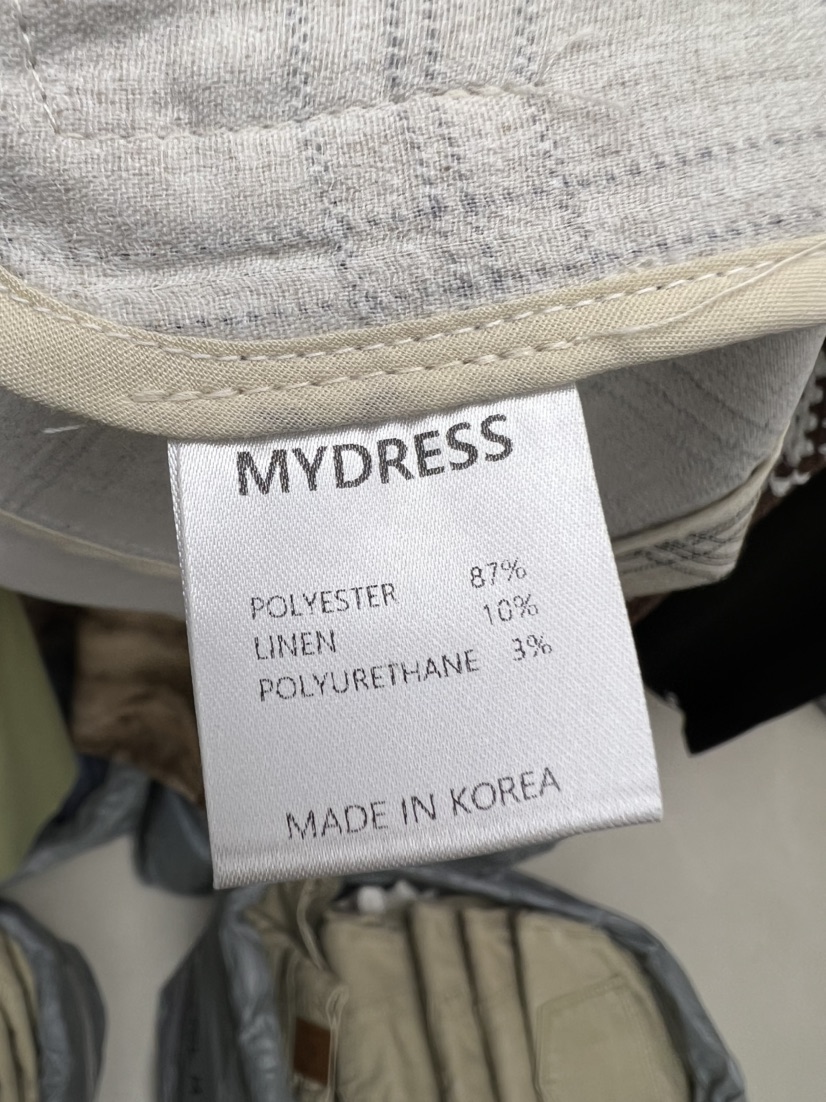 MYDRESS
POLYESTER 87%
LINEN 10%
POLYURETHANE 3%
MADE IN KOREA